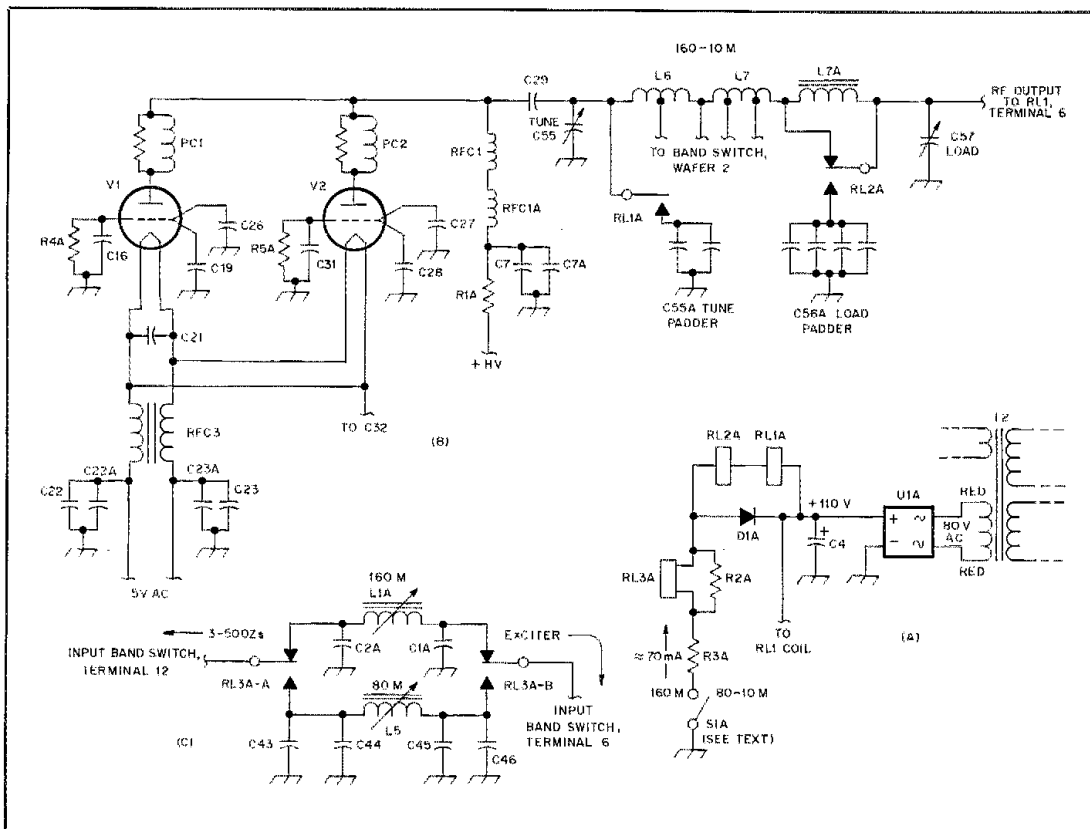 160-10 M
C29
L6
L7
L7A
RF OUTPUT
TO RL1,
TERMINAL 6
TUNE
C55
C57
LOAD
PC1
PC2
RFC1
RFC1A
TO BAND SWITCH,
WAFER 2
RL2A
RL1A
V1
V2
R4A
C16
C26
C19
R5A
C31
C27
C28
C7
C7A
R1A
+HV
C55A TUNE
PADDER
C56A LOAD
PADDER
C21
RFC3
TO C32
(B)
C22
C22A
C23A
C23
5V AC
RL2A
RL1A
+110 V
U1A
RED
80 V
AC
RED
D1A
+
C4
+
-
RL3A
R2A
TO
RL1 COIL
(A)
≈70mA
R3A
160 M
80-10 M
S1A
(SEE TEXT)
160 M
L1A
3-500Zs
INPUT BAND SWITCH,
TERMINAL 12
C2A
C1A
EXCITER
RL3A-A
80 M
RL3A-B
L5
INPUT
BAND SWITCH,
TERMINAL 6
(C)
C43
C44
C45
C46